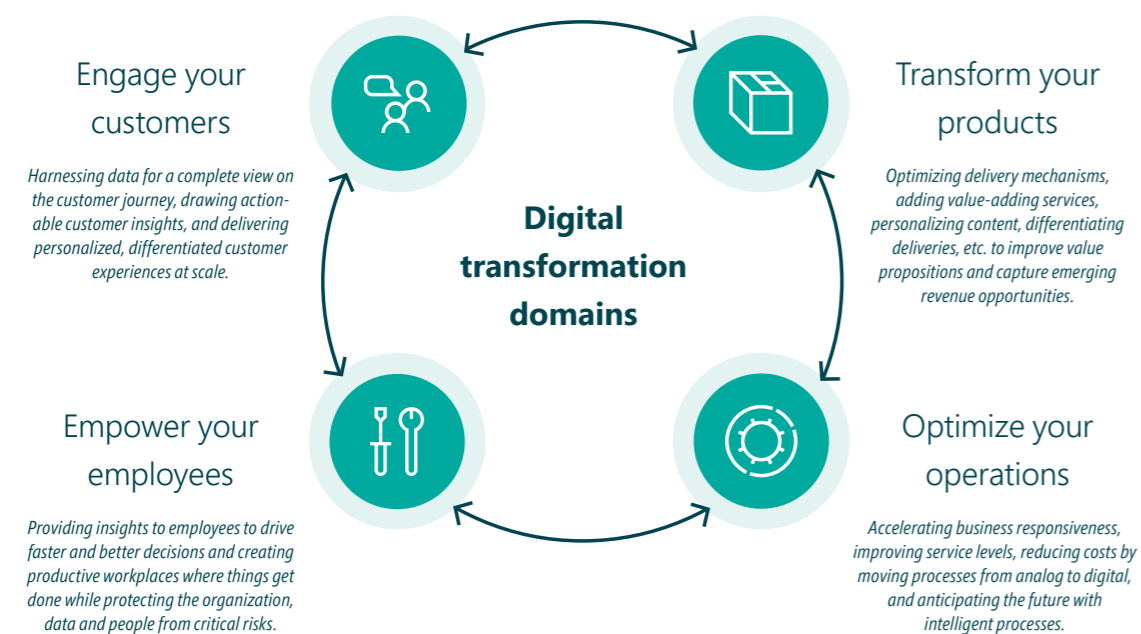 Engage your
customers
Harnessing data for a complete view on
the customer journey, drawing action-
able customer insights, and delivering
personalized, differentiated customer
experiences at scale.
Transform your
products
Optimizing delivery mechanisms,
adding value-adding services,
personalizing content, differentiating
deliveries, etc. to improve value
propositions and capture emerging
revenue opportunities.
Digital
transformation
domains
Empower your
employees
Providing insights to employees to drive
faster and better decisions and creating
productive workplaces where things get
done while protecting the organization,
data and people from critical risks.
Optimize your
operations
Accelerating business responsiveness,
improving service levels, reducing costs by
moving processes from analog to digital,
and anticipating the future with
intelligent processes.